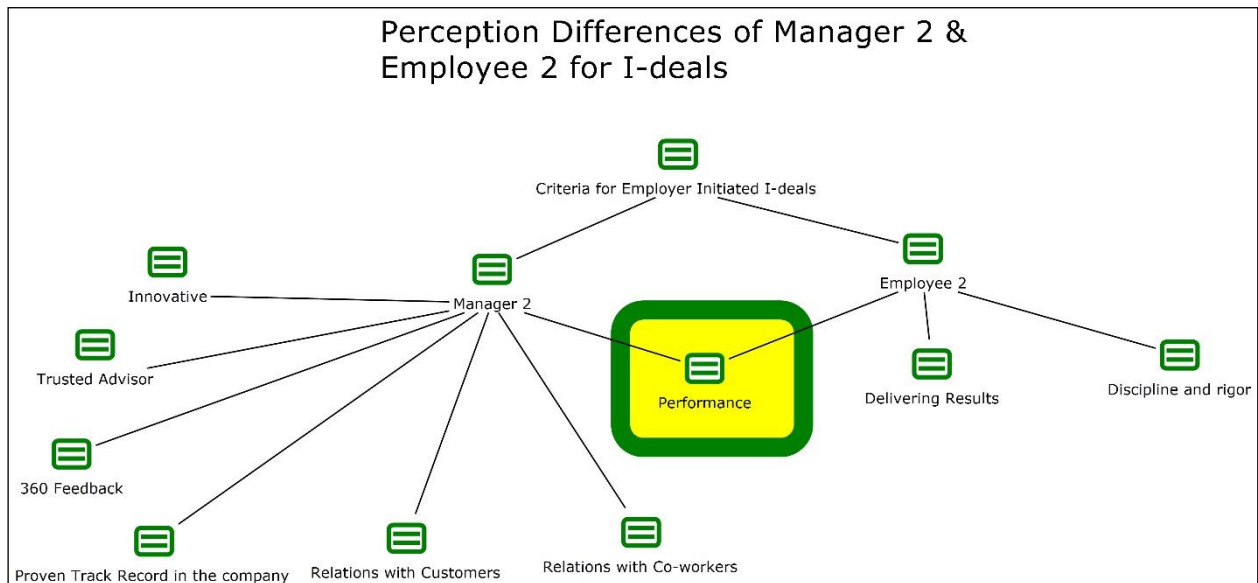 Perception Differences of Manager 2 &
Employee 2 for I-deals
Criteria for Employer Initiated I-deals
Manager 2
Employee 2
Innovative
Trusted Advisor
360 Feedback
Proven Track Record in the company
Relations with Customers
Relations with Co-workers
Performance
Delivering Results
Discipline and rigor